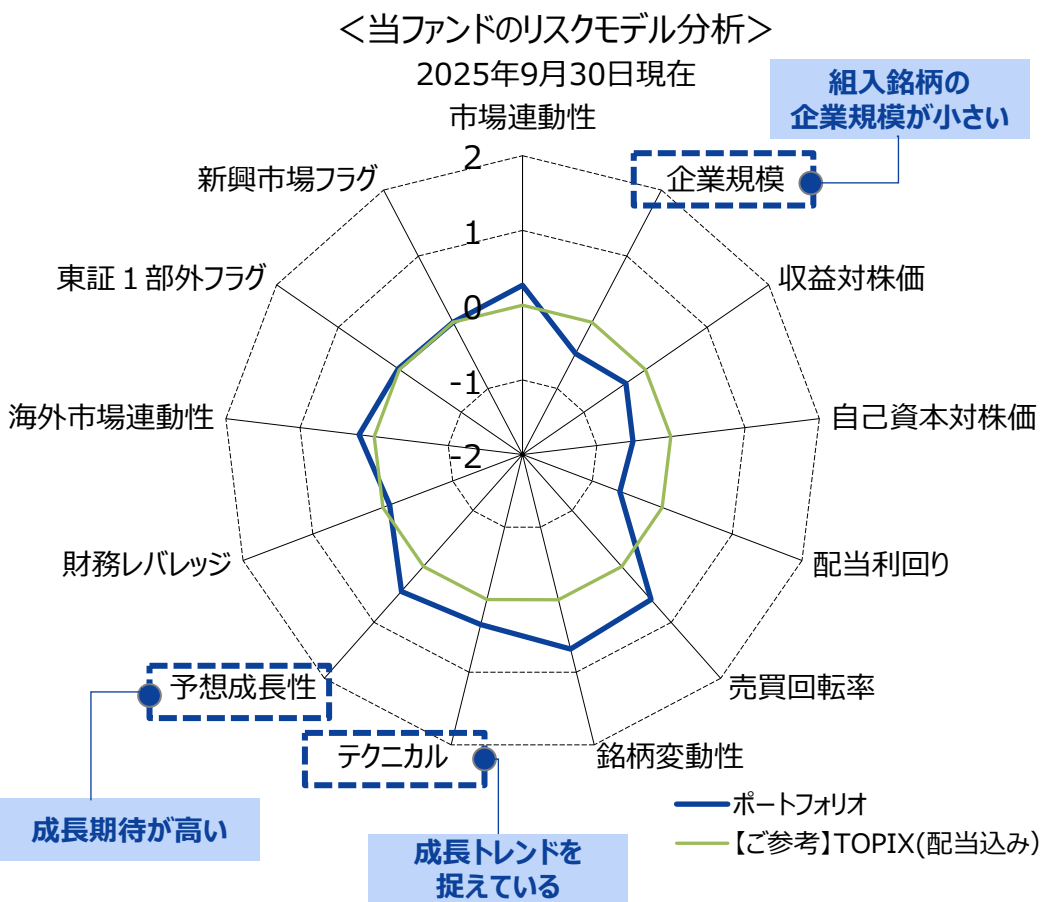 ＜当ファンドのリスクモデル分析＞
2025年9月30日現在
組入銘柄の
企業規模が小さい
市場連動性
企業規模
収益対株価
自己資本対株価
配当利回り
売買回転率
銘柄変動性
テクニカル
予想成長性
財務レバレッジ
海外市場連動性
東証１部外フラグ
新興市場フラグ
2
1
0
-1
-2
成長期待が高い
成長トレンドを
捉えている
ポートフォリオ
【ご参考】TOPIX(配当込み）